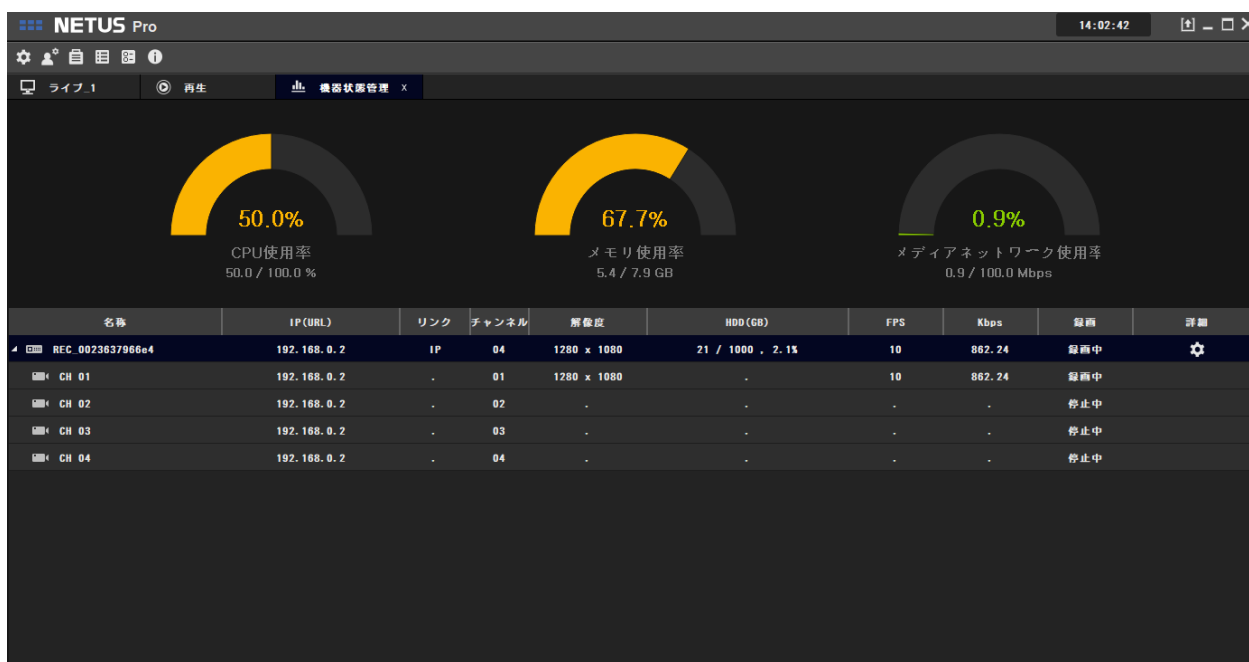 NETUS Pro 14:02:42
ライブ_1 再生 機器状態管理 X
50.0% 67.7% 0.9%
CPU使用率 メモリ使用率 メディアネットワーク使用率
50.0 / 100.0 % 5.4 / 7.9 GB 0.9 / 100.0 Mbps
名称 IP(URL) リンク チャンネル 解像度 HDD(GB) FPS Kbps 録画 詳細
REC_0023637966e4 192.168.0.2 IP 04 1280 x 1080 21 / 1000 , 2.1% 10 862.24 録画中
CH 01 192.168.0.2 . 01 1280 x 1080 . 10 862.24 録画中
CH 02 192.168.0.2 . 02 . . . . 停止中
CH 03 192.168.0.2 . 03 . . . . 停止中
CH 04 192.168.0.2 . 04 . . . . 停止中